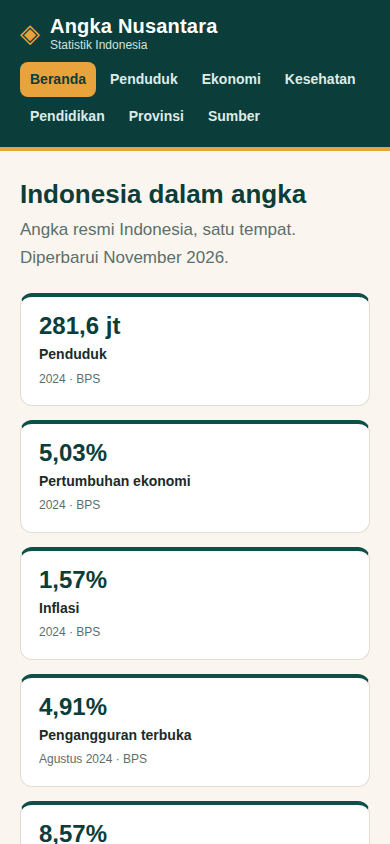 Angka Nusantara
Statistik Indonesia
Beranda Penduduk Ekonomi Kesehatan
Pendidikan Provinsi Sumber
Indonesia dalam angka
Angka resmi Indonesia, satu tempat.
Diperbarui November 2026.
281,6 jt
Penduduk
2024 · BPS
5,03%
Pertumbuhan ekonomi
2024 · BPS
1,57%
Inflasi
2024 · BPS
4,91%
Pengangguran terbuka
Agustus 2024 · BPS
8,57%